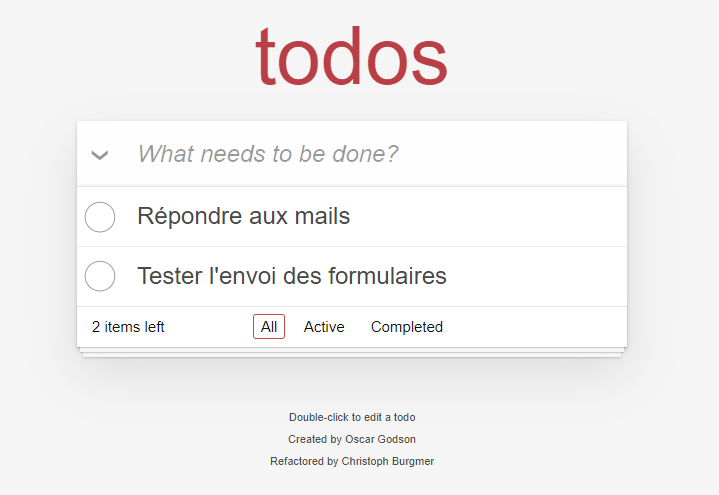 todos
What needs to be done?
Répondre aux mails
Tester l'envoi des formulaires
2 items left All Active Completed
Double-click to edit a todo
Created by Oscar Godson
Refactored by Christoph Burgmer